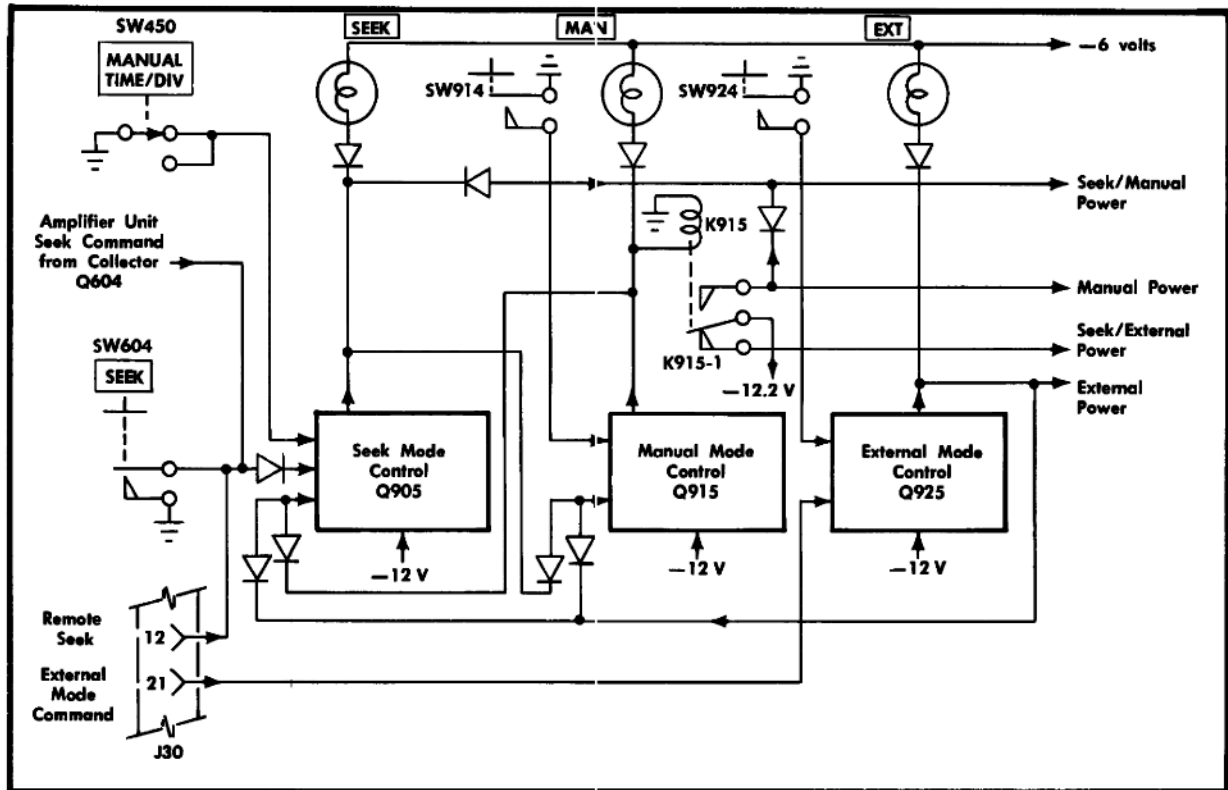 SW450
MANUAL
TIME/DIV
SEEK
MAN
EXT
—6 volts
SW914
SW924
Seek/Manual
Power
Amplifier Unit
Seek Command
from Collector
Q604
K915
Manual Power
Seek/External
Power
K915-1
—12.2 V
External
Power
SW604
SEEK
Seek Mode
Control
Q905
Manual Mode
Control
Q915
External Mode
Control
Q925
—12 V
—12 V
—12 V
Remote
Seek
12
External
Mode
Command
21
J30